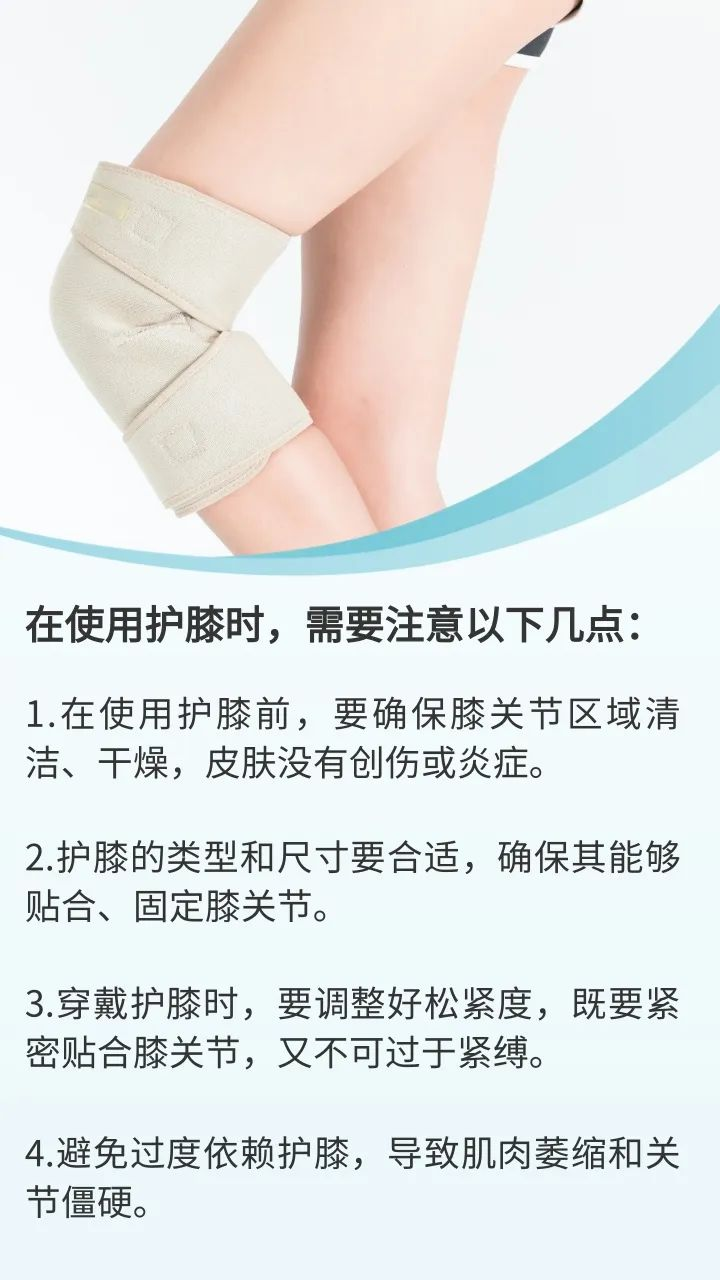 在使用护膝时，需要注意以下几点：
1.在使用护膝前，要确保膝关节区域清
洁、干燥，皮肤没有创伤或炎症。
2.护膝的类型和尺寸要合适，确保其能够
贴合、固定膝关节。
3.穿戴护膝时，要调整好松紧度，既要紧
密贴合膝关节，又不可过于紧缚。
4.避免过度依赖护膝，导致肌肉萎缩和关
节僵硬。